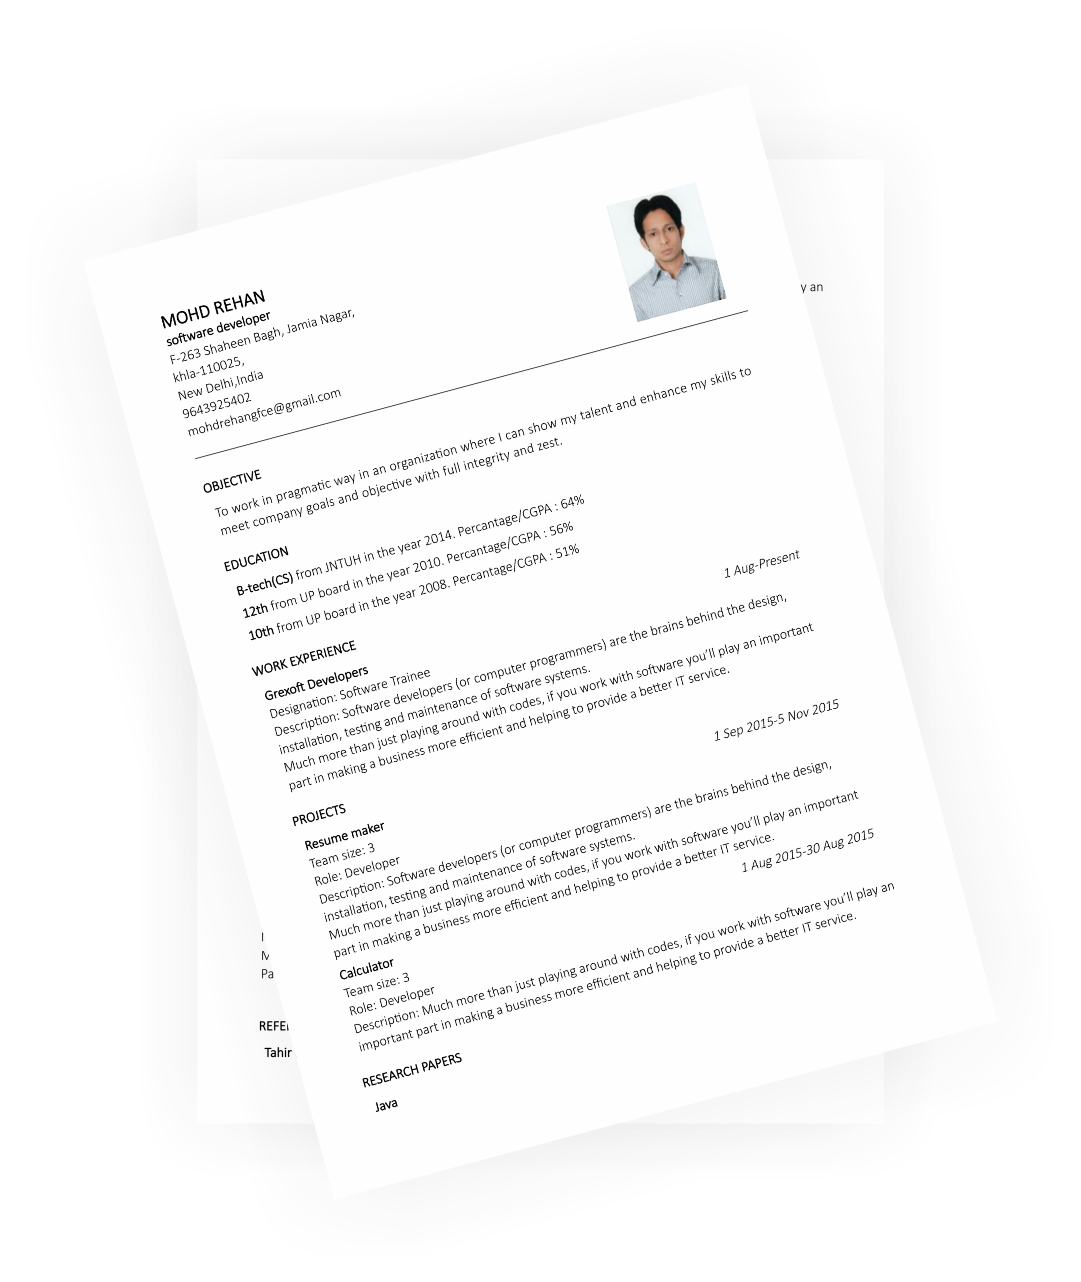 MOHD REHAN
software developer
F-263 Shaheen Bagh, Jamia Nagar,
khla-110025,
New Delhi,India
9643925402
mohdrehangfce@gmail.com
OBJECTIVE
To work in pragmatic way in an organization where I can show my talent and enhance my skills to
meet company goals and objective with full integrity and zest.
EDUCATION
B-tech(CS) from JNTUH in the year 2014. Percantage/CGPA : 64%
12th from UP board in the year 2010. Percantage/CGPA : 56%
10th from UP board in the year 2008. Percantage/CGPA : 51%
WORK EXPERIENCE
1 Aug-Present
Grexoft Developers
Designation: Software Trainee
Description: Software developers (or computer programmers) are the brains behind the design,
installation, testing and maintenance of software systems.
Much more than just playing around with codes, if you work with software you'll play an important
part in making a business more efficient and helping to provide a better IT service.
PROJECTS
1 Sep 2015-5 Nov 2015
Resume maker
Team size: 3
Role: Developer
Description: Software developers (or computer programmers) are the brains behind the design,
installation, testing and maintenance of software systems.
Much more than just playing around with codes, if you work with software you'll play an important
part in making a business more efficient and helping to provide a better IT service.
1 Aug 2015-30 Aug 2015
Calculator
Team size: 3
Role: Developer
Description: Much more than just playing around with codes, if you work with software you'll play an
important part in making a business more efficient and helping to provide a better IT service.
RESEARCH PAPERS
Java
y an
M
Pa
REFE
Tahir